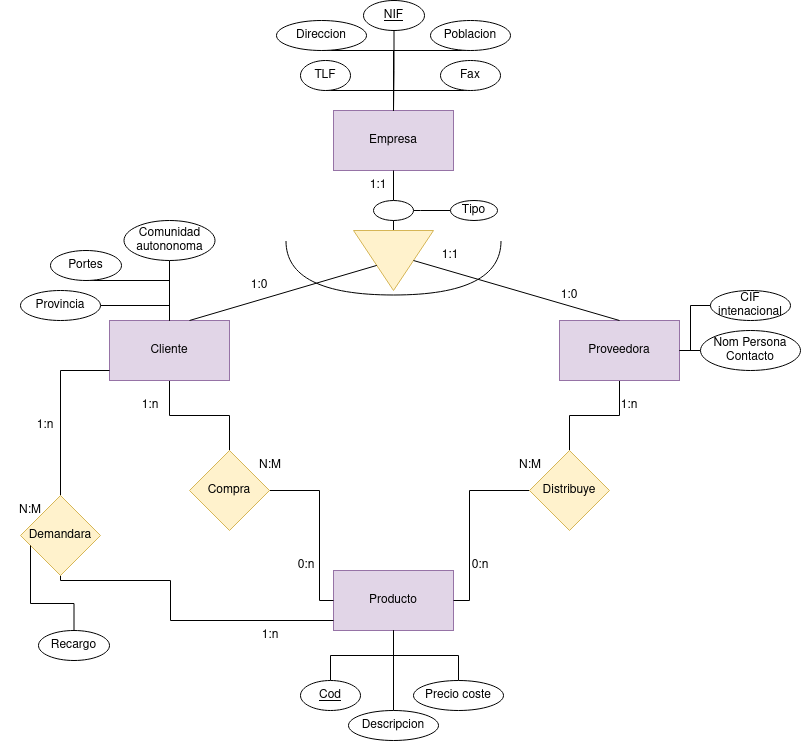 NIF
Direccion
Poblacion
TLF
Fax
Empresa
1:1
Tipo
Comunidad
autononoma
1:1
Portes
1:0
1:0
Provincia
CIF
intenacional
Cliente
Proveedora
Nom Persona
Contacto
1:n
1:n
1:n
N:M
N:M
Compra
Distribuye
N:M
Demandara
0:n
0:n
Producto
1:n
Recargo
Cod
Precio coste
Descripcion